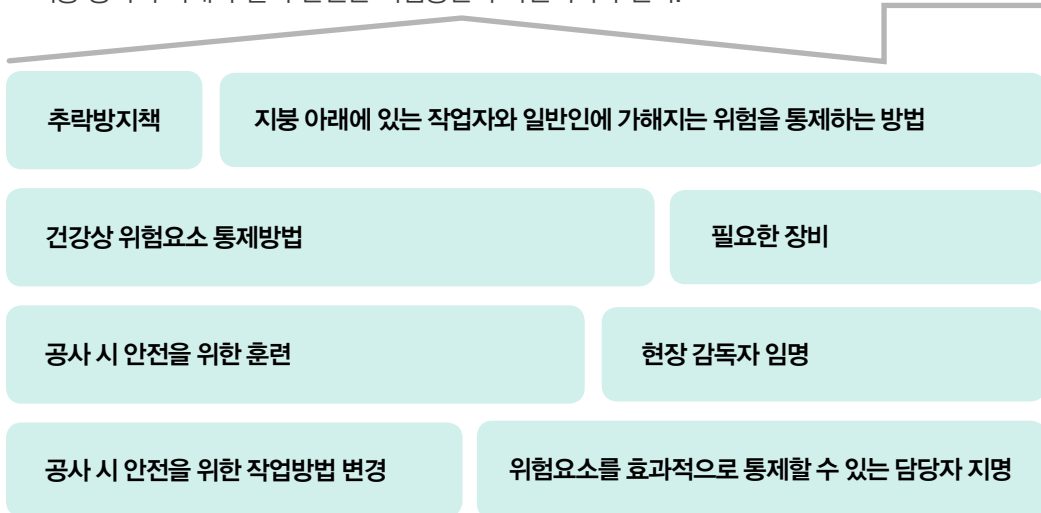 추락방지책
지붕 아래에 있는 작업자와 일반인에 가해지는 위험을 통제하는 방법
건강상 위험요소 통제방법
필요한 장비
공사 시 안전을 위한 훈련
현장 감독자 임명
공사 시 안전을 위한 작업방법 변경
위험요소를 효과적으로 통제할 수 있는 담당자 지명